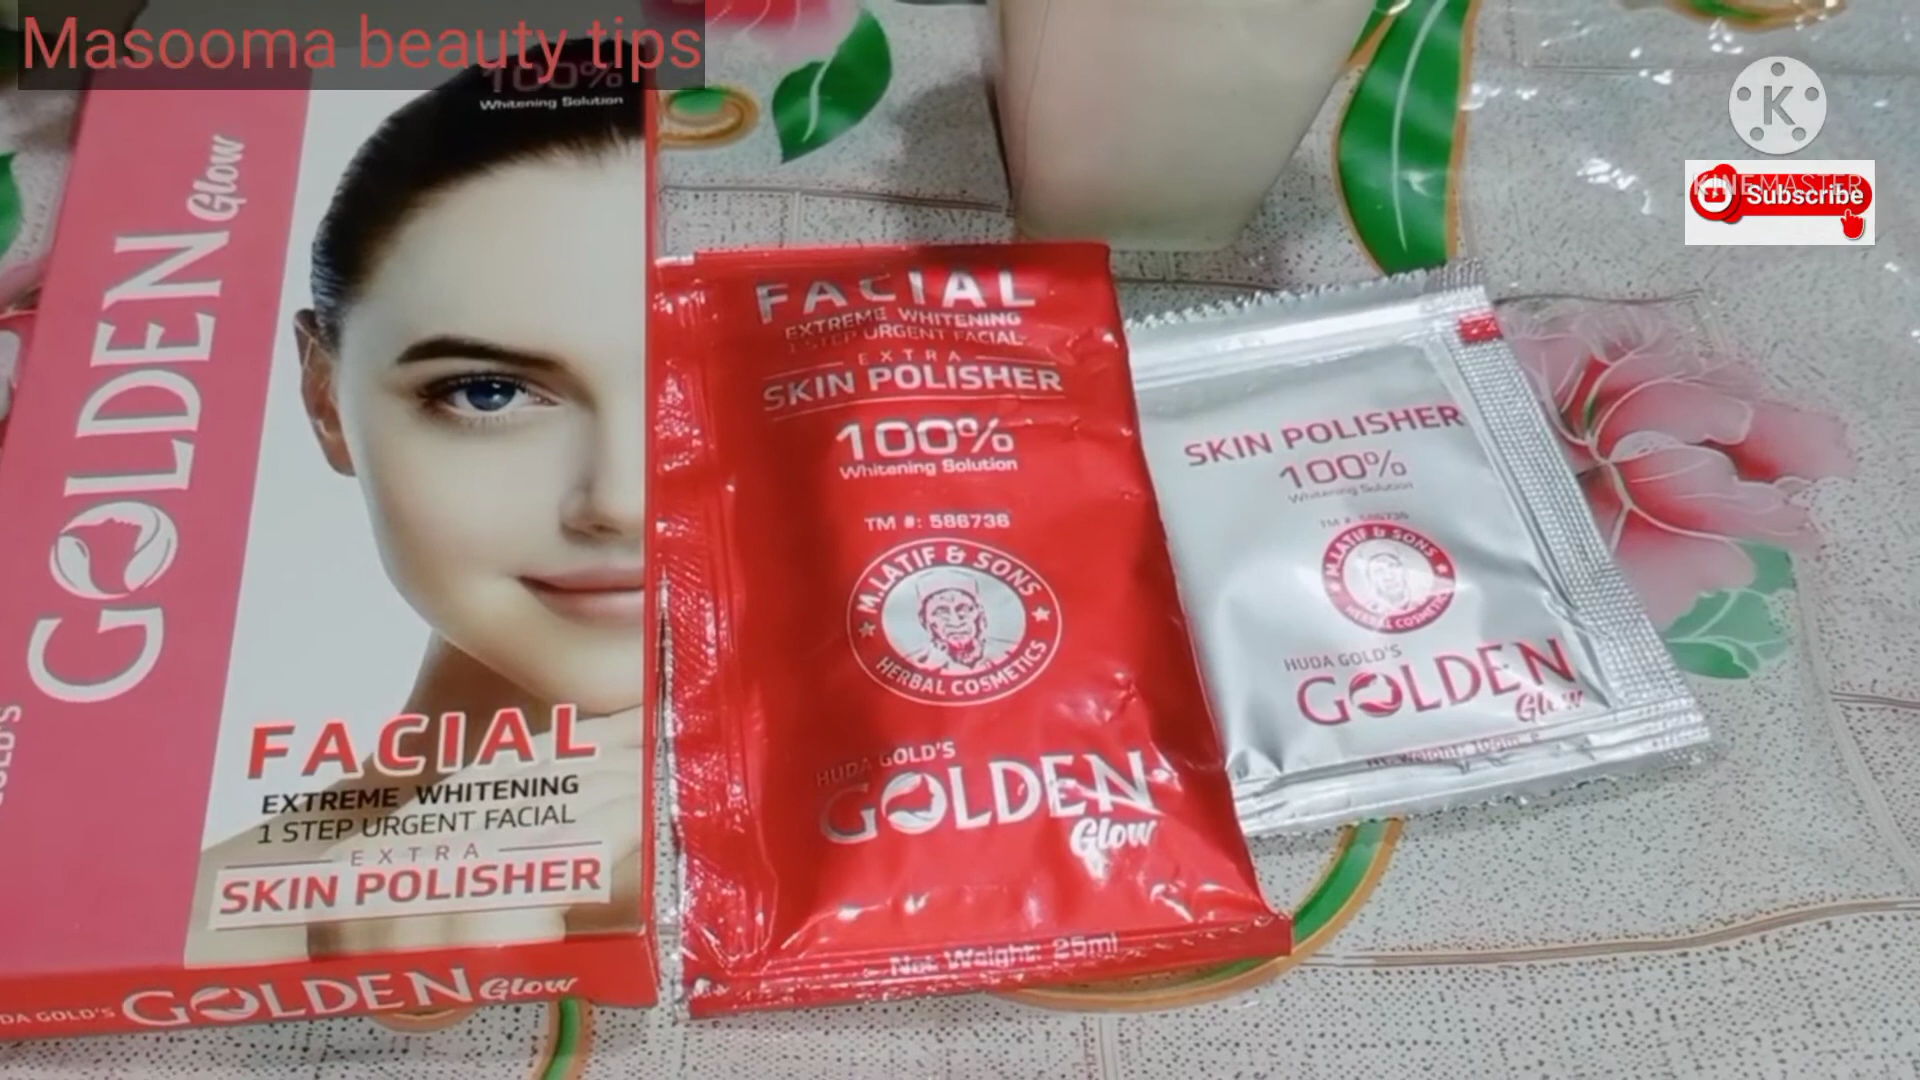 Masooma beauty tips
100%
Whitening Solution
GOLDEN
Glow
FACIAL
EXTREME WHITENING
1 STEP URGENT FACIAL
EXTRA
SKIN POLISHER
GOLD'S
GOLDEN Glow
FACIAL
EXTREME WHITENING
1 STEP URGENT FACIAL
EXTRA
SKIN POLISHER
100%
Whitening Solution
TM #: 586736
M.LATIF & SONS
HERBAL COSMETICS
HUDA GOLD'S
GOLDEN
Glow
Net Weight: 25ml
SKIN POLISHER
100%
Whitening Solution
TM #: 586736
M.LATIF & SONS
HERBAL COSMETICS
HUDA GOLD'S
GOLDEN
Glow
K
KINEMASTER
Subscribe